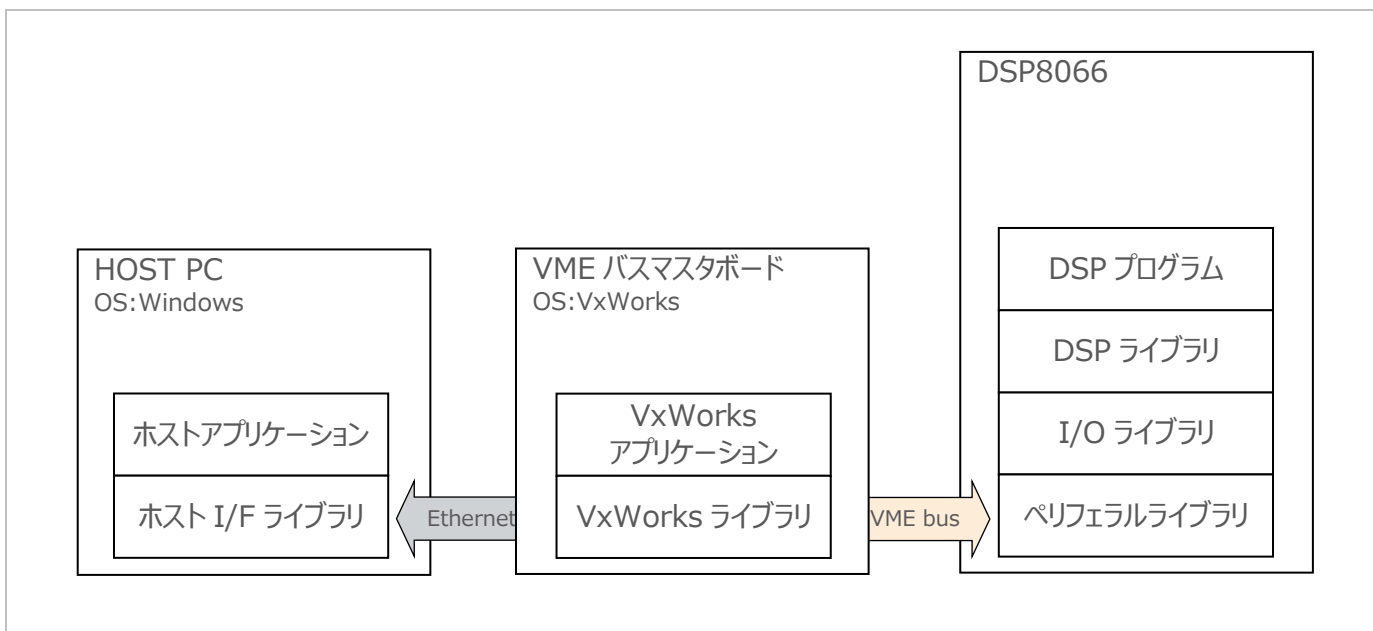 HOST PC
OS:Windows
ホストアプリケーション
ホスト I/F ライブラリ
Ethernet
VME バスマスタボード
OS:VxWorks
VxWorks
アプリケーション
VxWorks ライブラリ
VME bus
DSP8066
DSP プログラム
DSP ライブラリ
I/O ライブラリ
ペリフェラルライブラリ